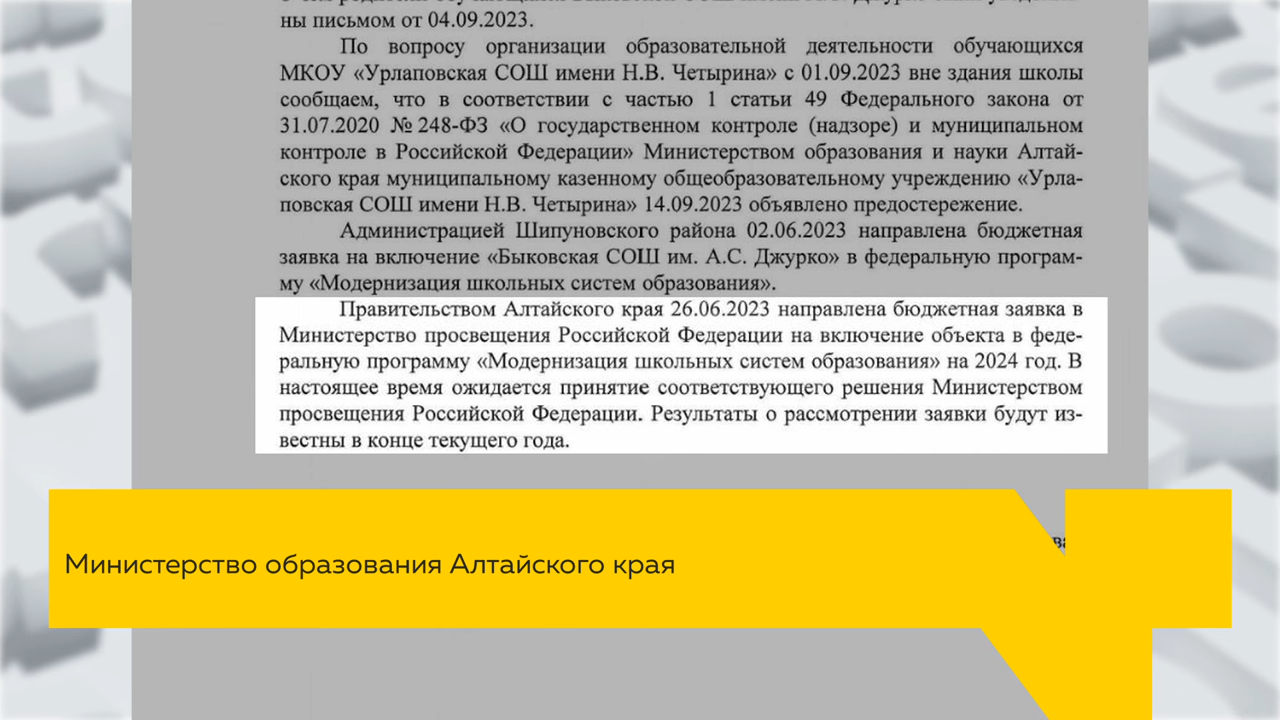 ны письмом от 04.09.2023.
По вопросу организации образовательной деятельности обучающихся
МКОУ «Урлаповская СОШ имени Н.В. Четырина» с 01.09.2023 вне здания школы
сообщаем, что в соответствии с частью 1 статьи 49 Федерального закона от
31.07.2020 № 248-ФЗ «О государственном контроле (надзоре) и муниципальном
контроле в Российской Федерации» Министерством образования и науки Алтай-
ского края муниципальному казенному общеобразовательному учреждению «Урла-
повская СОШ имени Н.В. Четырина» 14.09.2023 объявлено предостережение.
Администрацией Шипуновского района 02.06.2023 направлена бюджетная
заявка на включение «Быковская СОШ им. А.С. Джурко» в федеральную програм-
му «Модернизация школьных систем образования».
Правительством Алтайского края 26.06.2023 направлена бюджетная заявка в
Министерство просвещения Российской Федерации на включение объекта в феде-
ральную программу «Модернизация школьных систем образования» на 2024 год. В
настоящее время ожидается принятие соответствующего решения Министерством
просвещения Российской Федерации. Результаты о рассмотрении заявки будут из-
вестны в конце текущего года.
Министерство образования Алтайского края